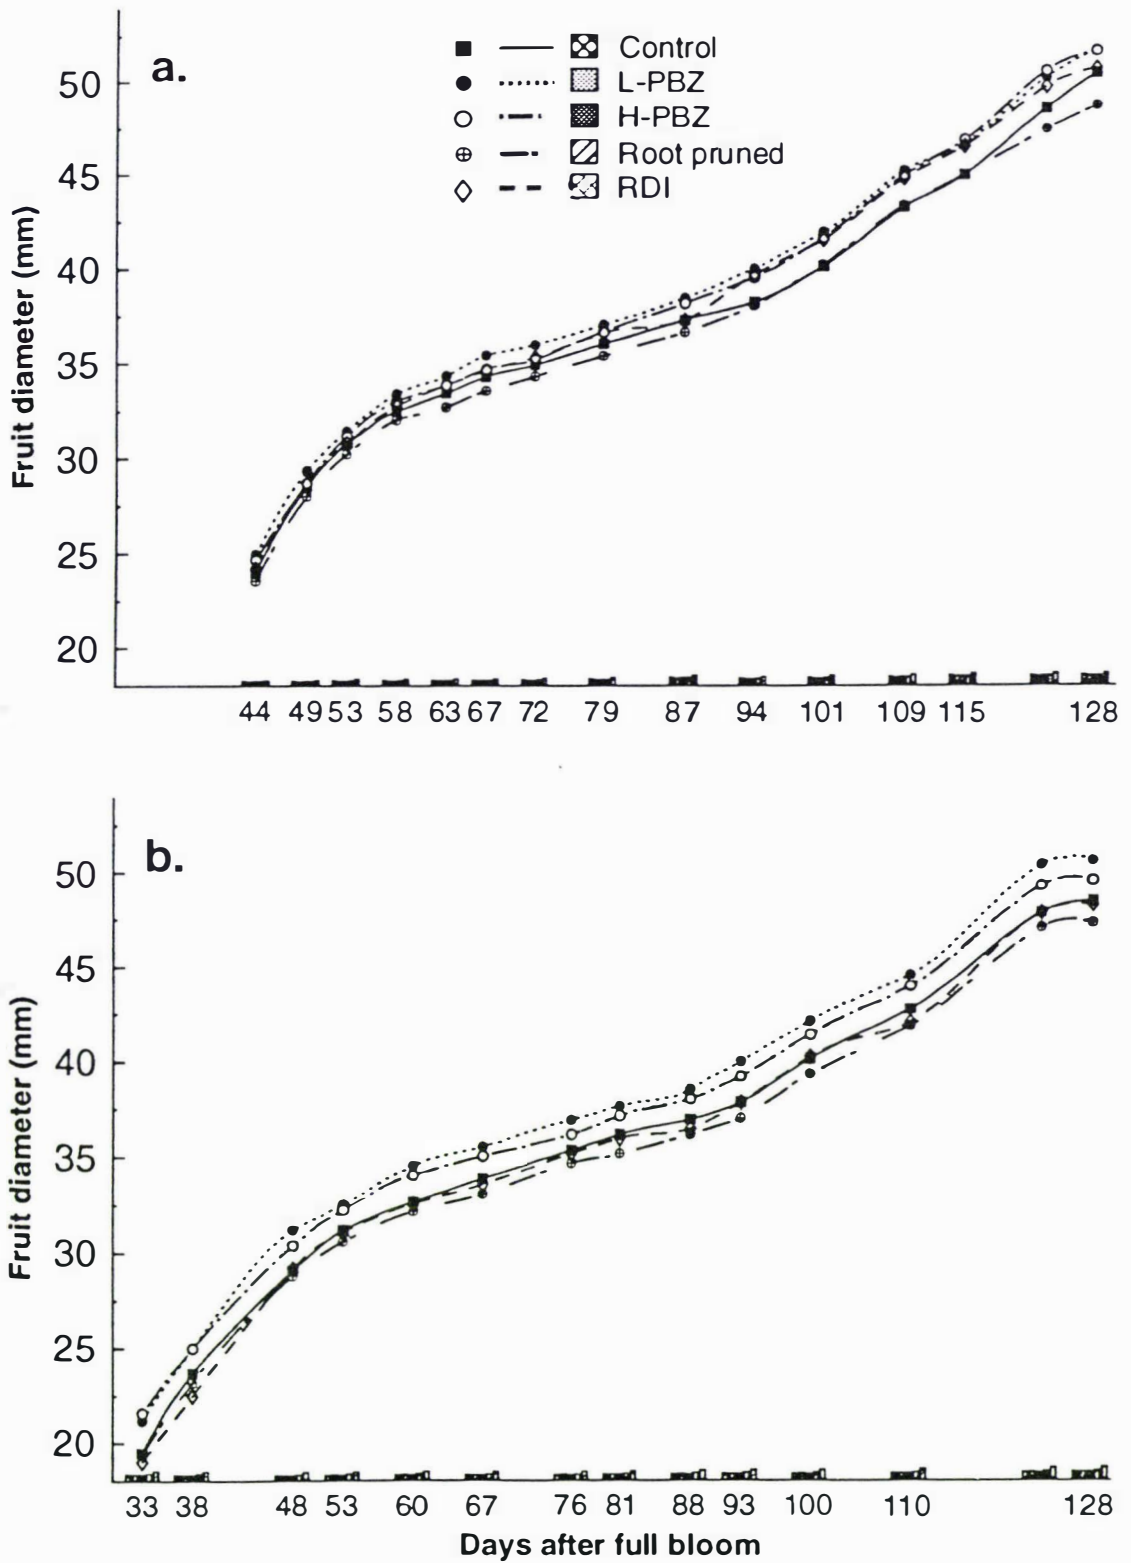 a.
Control
L-PBZ
H-PBZ
Root pruned
RDI
Fruit diameter (mm)
50
45
40
35
30
25
20
44 49 53 58 63 67 72 79 87 94 101 109 115 128
b.
Fruit diameter (mm)
50
45
40
35
30
25
20
33 38 48 53 60 67 76 81 88 93 100 110 128
Days after full bloom